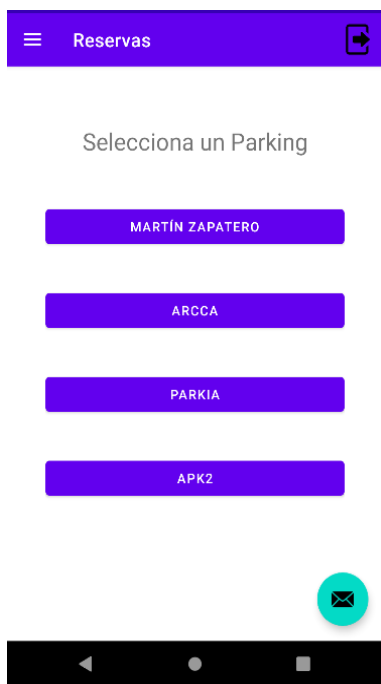 Reservas
Selecciona un Parking
MARTÍN ZAPATERO
ARCCA
PARKIA
APK2